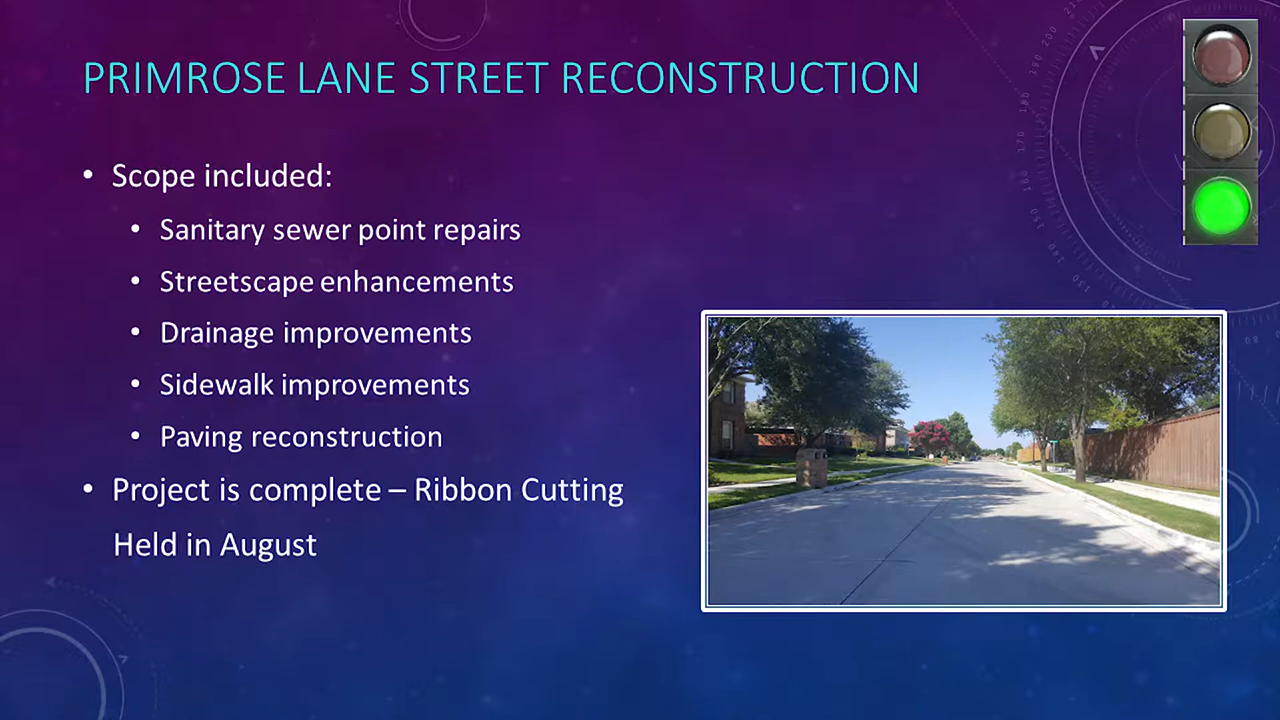 PRIMROSE LANE STREET RECONSTRUCTION
• Scope included:
• Sanitary sewer point repairs
• Streetscape enhancements
• Drainage improvements
• Sidewalk improvements
• Paving reconstruction
• Project is complete – Ribbon Cutting
Held in August